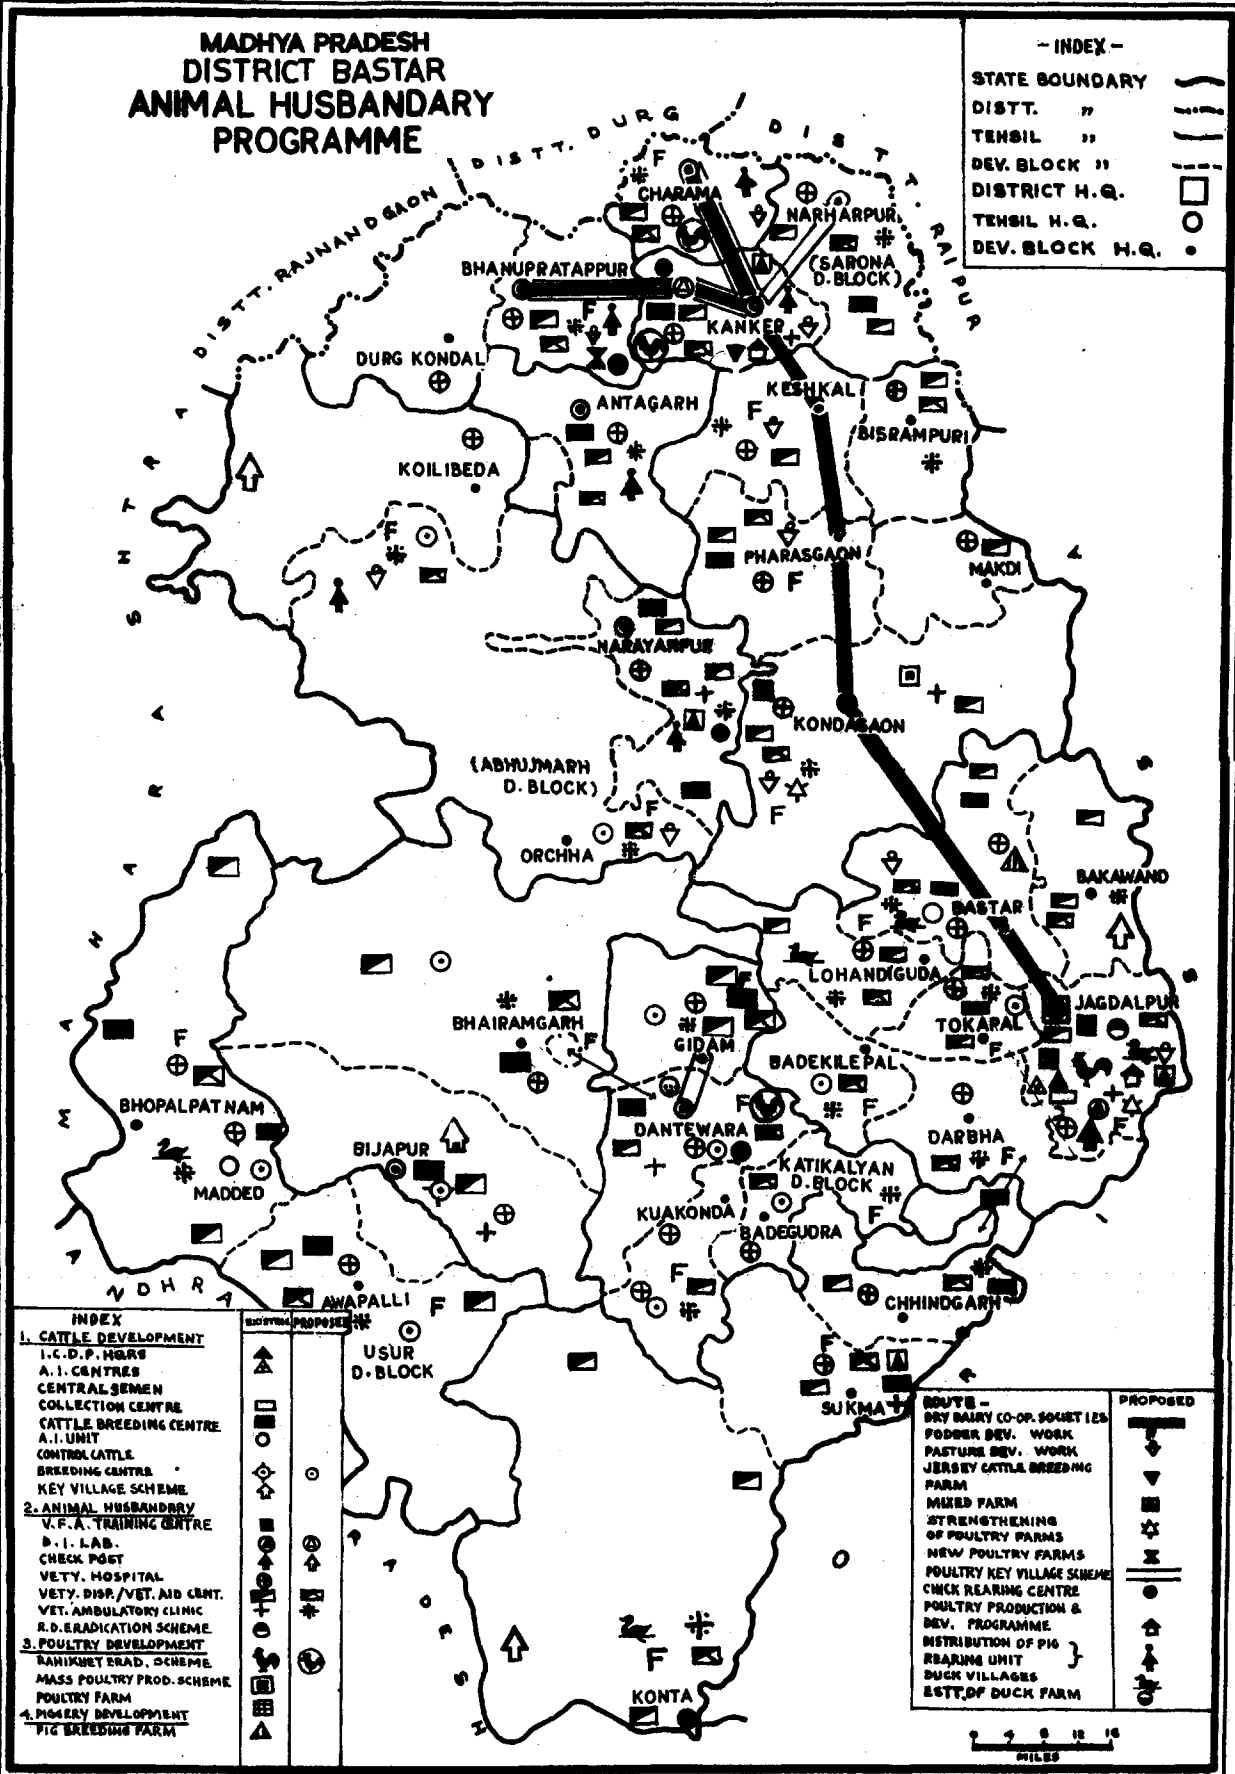 MADHYA PRADESH
DISTRICT BASTAR
ANIMAL HUSBANDARY
PROGRAMME
- INDEX -
STATE BOUNDARY
DISTT. "
TEHSIL "
DEV. BLOCK "
DISTRICT H.Q.
TEHSIL H.Q.
DEV. BLOCK H.Q.
DISTT. RAJNANDGAON
DISTT. DURG
DISTT. RAIPUR
MAHARASHTRA
F
CHARAMA
NARHARPUR
(SARONA
D. BLOCK)
BHANUPRATAPPUR
F
KANKER
DURG KONDAL
KESHKAL
ANTAGARH
F
BISRAMPURI
KOILIBEDA
F
PHARASGAON
F
MAKDI
NARAYANPUR
KONDAGAON
(ABHUJMARH
D. BLOCK)
F
F
ORCHHA
BAKAWAND
BASTAR
F
LOHANDIGUDA
F
BHAIRAMGARH
F
JAGDALPUR
TOKAPAL
F
F
GIDAM
BADEKILEPAL
F
BHOPALPATNAM
F
DANTEWARA
F
DARBHA
F
BIJAPUR
KATIKALYAN
D. BLOCK
MADDED
KUAKONDA
BADEGUDRA
F
F
CHHINDGARH
ANDHRA
AWAPALLI
F
USUR
D. BLOCK
F
SUKMA
PRADESH
O
F
KONTA
INDEX
EXISTING PROPOSED
1. CATTLE DEVELOPMENT
I.C.D.P. HQRS
A.I. CENTRES
CENTRAL SEMEN
COLLECTION CENTRE
CATTLE BREEDING CENTRE
A.I. UNIT
CONTROL CATTLE
BREEDING CENTRE
KEY VILLAGE SCHEME
2. ANIMAL HUSBANDARY
V.F.A. TRAINING CENTRE
D.I. LAB.
CHECK POST
VETY. HOSPITAL
VETY. DISP./VET. AID CENT.
VET. AMBULATORY CLINIC
R.D. ERADICATION SCHEME
3. POULTRY DEVELOPMENT
RANIKHET ERAD. SCHEME
MASS POULTRY PROD. SCHEME
POULTRY FARM
4. PIGGERY DEVELOPMENT
PIG BREEDING FARM
PROPOSED
ROUTE -
DRY DAIRY CO-OP. SOCIETIES
FODDER DEV. WORK F
PASTURE DEV. WORK
JERSEY CATTLE BREEDING
FARM
MIXED FARM
STRENGTHENING
OF POULTRY FARMS
NEW POULTRY FARMS
POULTRY KEY VILLAGE SCHEME
CHICK REARING CENTRE
POULTRY PRODUCTION &
DEV. PROGRAMME
DISTRIBUTION OF PIG }
REARING UNIT
DUCK VILLAGES
ESTT. OF DUCK FARM
0 4 8 12 16
MILES